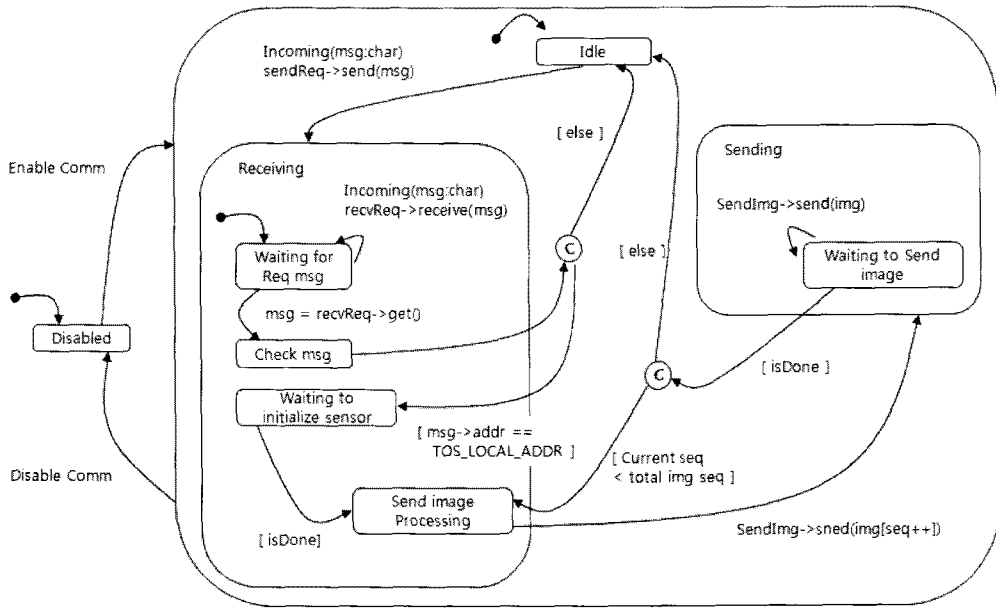 Incoming(msg:char)
sendReq->send(msg)
Idle
[ else ]
Enable Comm
Receiving
Incoming(msg:char)
recvReq->receive(msg)
Waiting for
Req msg
msg = recvReq->get()
Check msg
Waiting to
initialize sensor
C
[ else ]
Sending
SendImg->send(img)
Waiting to Send
image
Disabled
C
[ isDone ]
[ msg->addr ==
TOS_LOCAL_ADDR ]
[ Current seq
< total img seq ]
Disable Comm
Send image
Processing
[ isDone]
SendImg->sned(img[seq++])